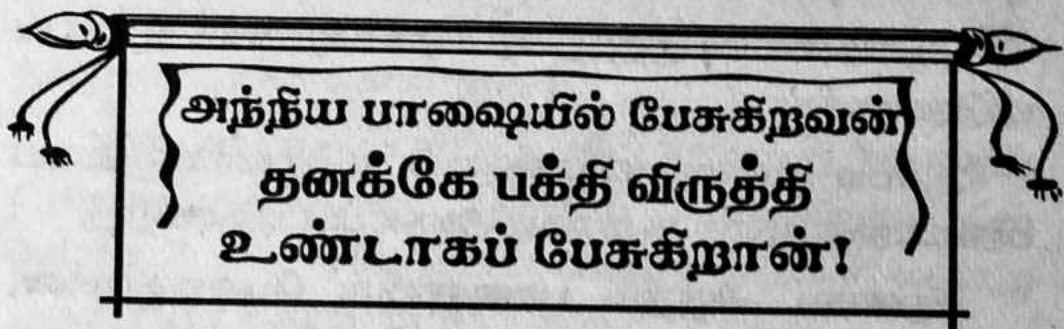 அந்நிய பாஷையில் பேசுகிறவன்
தனக்கே பக்தி விருத்தி
உண்டாகப் பேசுகிறான்!